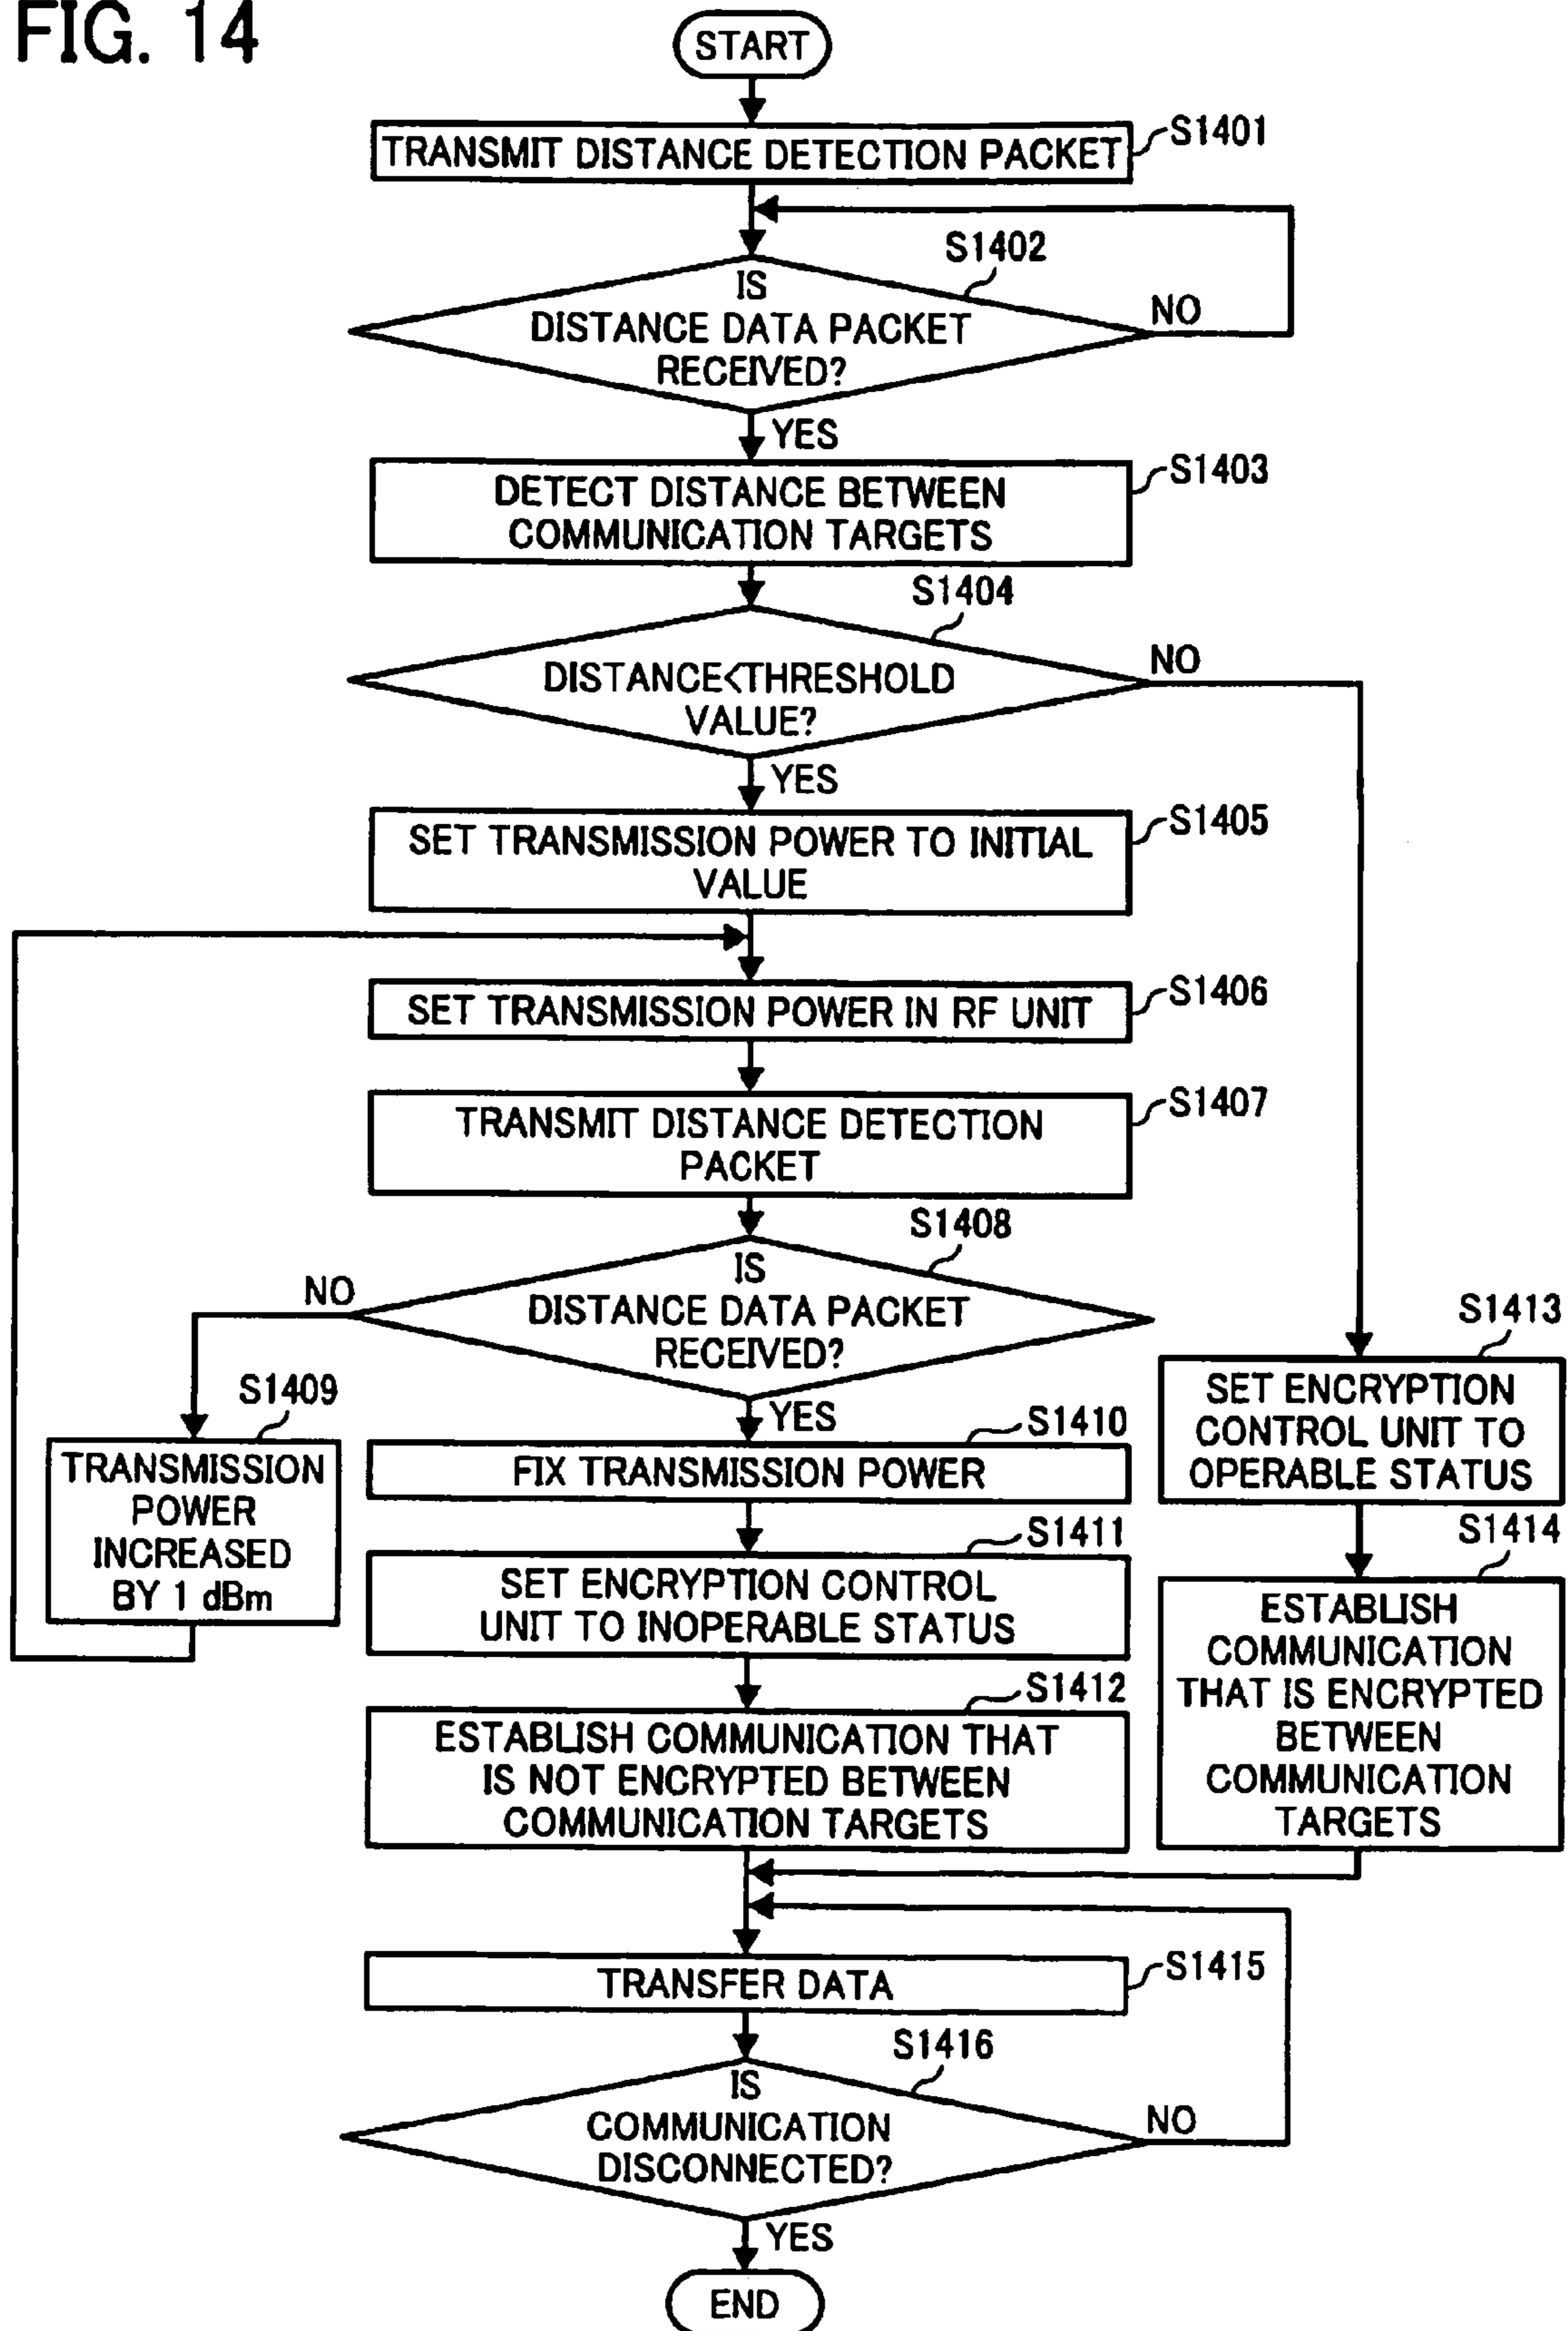 FIG. 14
START
TRANSMIT DISTANCE DETECTION PACKET
S1401
S1402
IS
DISTANCE DATA PACKET
RECEIVED?
NO
YES
DETECT DISTANCE BETWEEN
COMMUNICATION TARGETS
S1403
S1404
DISTANCE<THRESHOLD
VALUE?
NO
YES
SET TRANSMISSION POWER TO INITIAL
VALUE
S1405
SET TRANSMISSION POWER IN RF UNIT
S1406
TRANSMIT DISTANCE DETECTION
PACKET
S1407
S1408
IS
DISTANCE DATA PACKET
RECEIVED?
NO
YES
S1409
TRANSMISSION
POWER
INCREASED
BY 1 dBm
S1410
FIX TRANSMISSION POWER
S1411
SET ENCRYPTION CONTROL
UNIT TO INOPERABLE STATUS
S1412
ESTABLISH COMMUNICATION THAT
IS NOT ENCRYPTED BETWEEN
COMMUNICATION TARGETS
S1413
SET ENCRYPTION
CONTROL UNIT TO
OPERABLE STATUS
S1414
ESTABLISH
COMMUNICATION
THAT IS ENCRYPTED
BETWEEN
COMMUNICATION
TARGETS
TRANSFER DATA
S1415
S1416
IS
COMMUNICATION
DISCONNECTED?
NO
YES
END